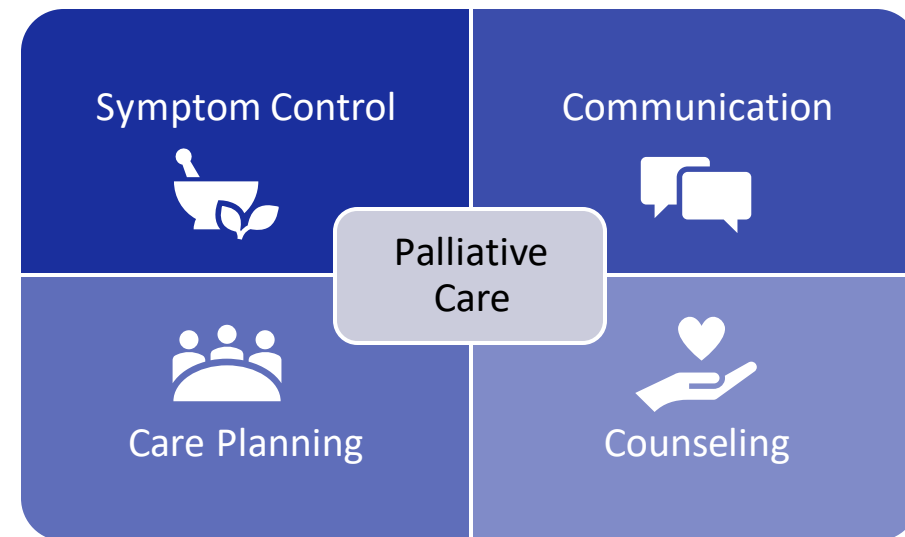 Symptom Control
Communication
Palliative
Care
Care Planning
Counseling